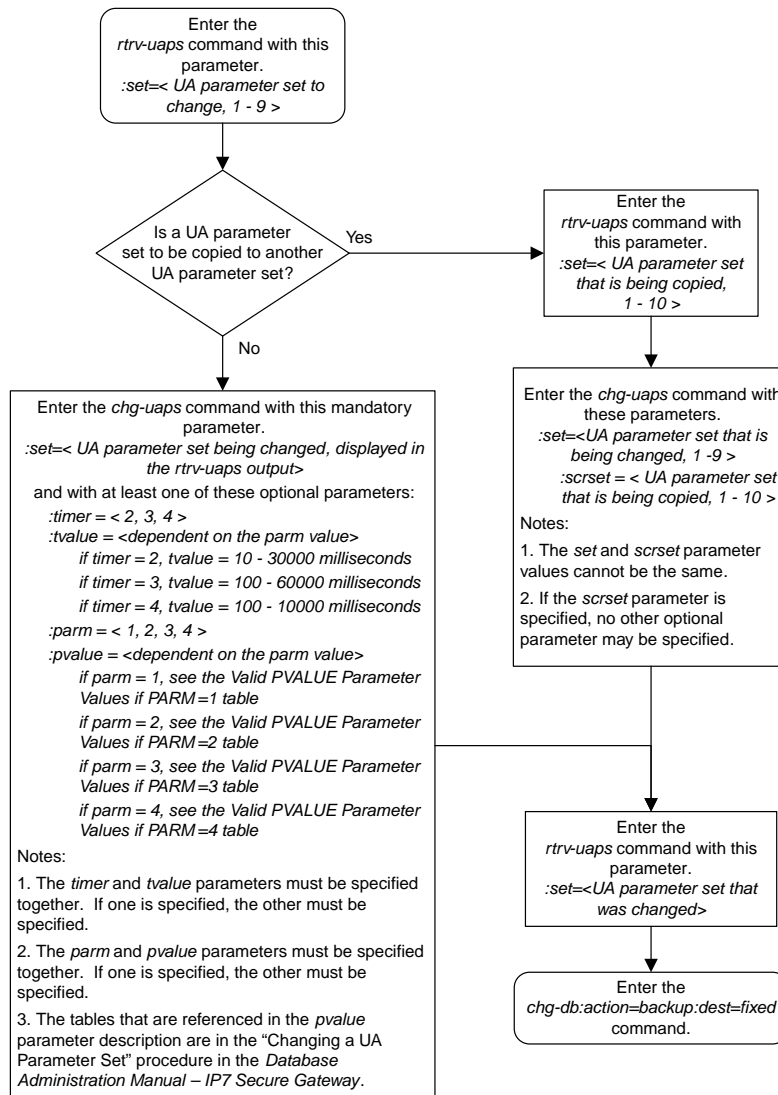 Enter the
rtrv-uaps command with this
parameter.
:set=< UA parameter set to
change, 1 - 9 >
Is a UA parameter
set to be copied to another
UA parameter set?
Yes
No
Enter the
rtrv-uaps command with
this parameter.
:set=< UA parameter set
that is being copied,
1 - 10 >
Enter the chg-uaps command with
these parameters.
:set=<UA parameter set that is
being changed, 1 -9 >
:scrset = < UA parameter set
that is being copied, 1 - 10 >
Notes:
1. The set and scrset parameter
values cannot be the same.
2. If the scrset parameter is
specified, no other optional
parameter may be specified.
Enter the chg-uaps command with this mandatory
parameter.
:set=< UA parameter set being changed, displayed in
the rtrv-uaps output>
and with at least one of these optional parameters:
:timer = < 2, 3, 4 >
:tvalue = <dependent on the parm value>
if timer = 2, tvalue = 10 - 30000 milliseconds
if timer = 3, tvalue = 100 - 60000 milliseconds
if timer = 4, tvalue = 100 - 10000 milliseconds
:parm = < 1, 2, 3, 4 >
:pvalue = <dependent on the parm value>
if parm = 1, see the Valid PVALUE Parameter
Values if PARM=1 table
if parm = 2, see the Valid PVALUE Parameter
Values if PARM=2 table
if parm = 3, see the Valid PVALUE Parameter
Values if PARM=3 table
if parm = 4, see the Valid PVALUE Parameter
Values if PARM=4 table
Notes:
1. The timer and tvalue parameters must be specified
together. If one is specified, the other must be
specified.
2. The parm and pvalue parameters must be specified
together. If one is specified, the other must be
specified.
3. The tables that are referenced in the pvalue
parameter description are in the “Changing a UA
Parameter Set” procedure in the Database
Administration Manual – IP7 Secure Gateway.
Enter the
rtrv-uaps command with this
parameter.
:set=<UA parameter set that
was changed>
Enter the
chg-db:action=backup:dest=fixed
command.